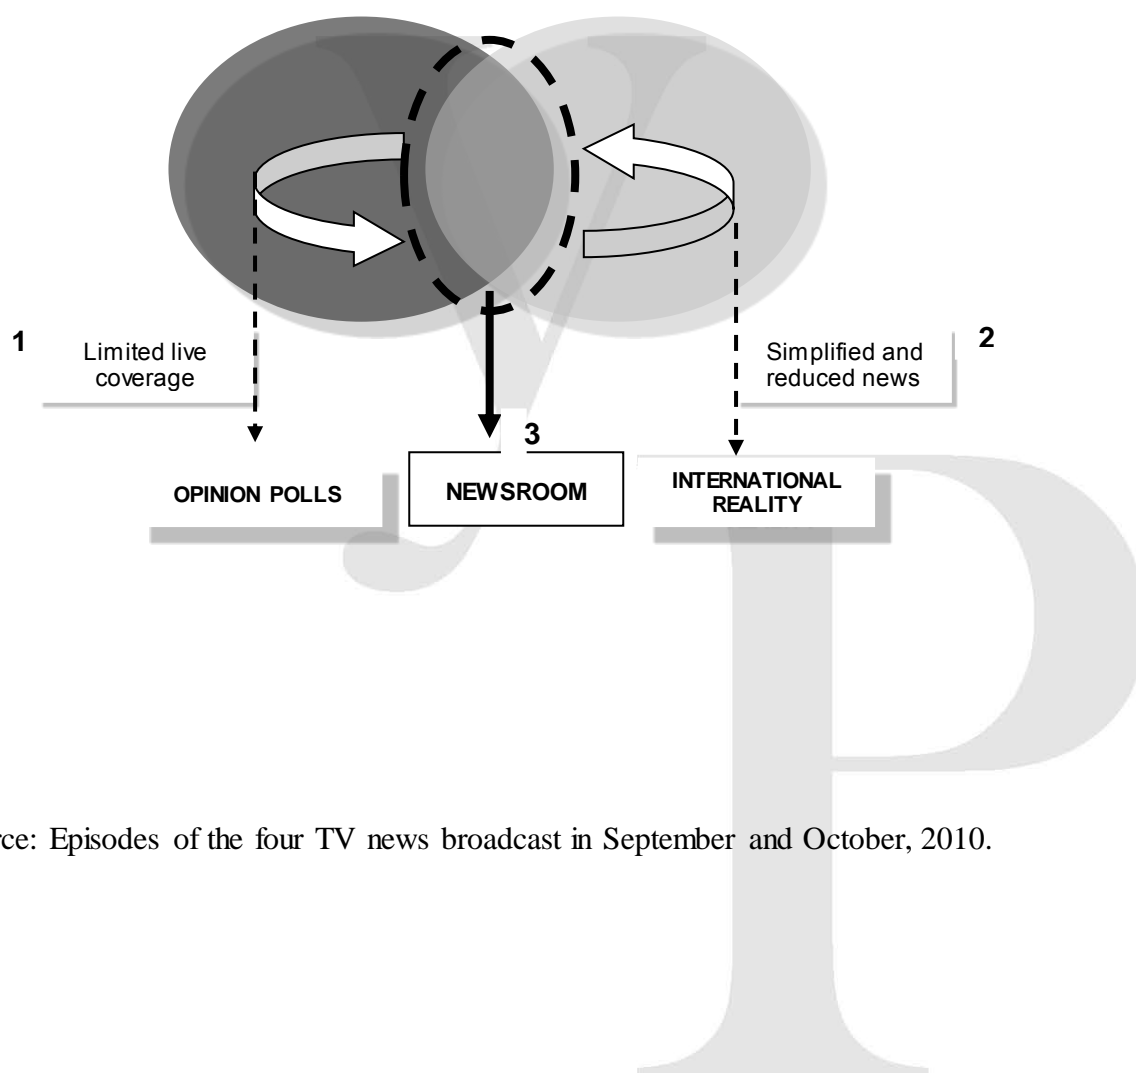 1
Limited live
coverage
2
Simplified and
reduced news
3
OPINION POLLS
NEWSROOM
INTERNATIONAL
REALITY
rce: Episodes of the four TV news broadcast in September and October, 2010.